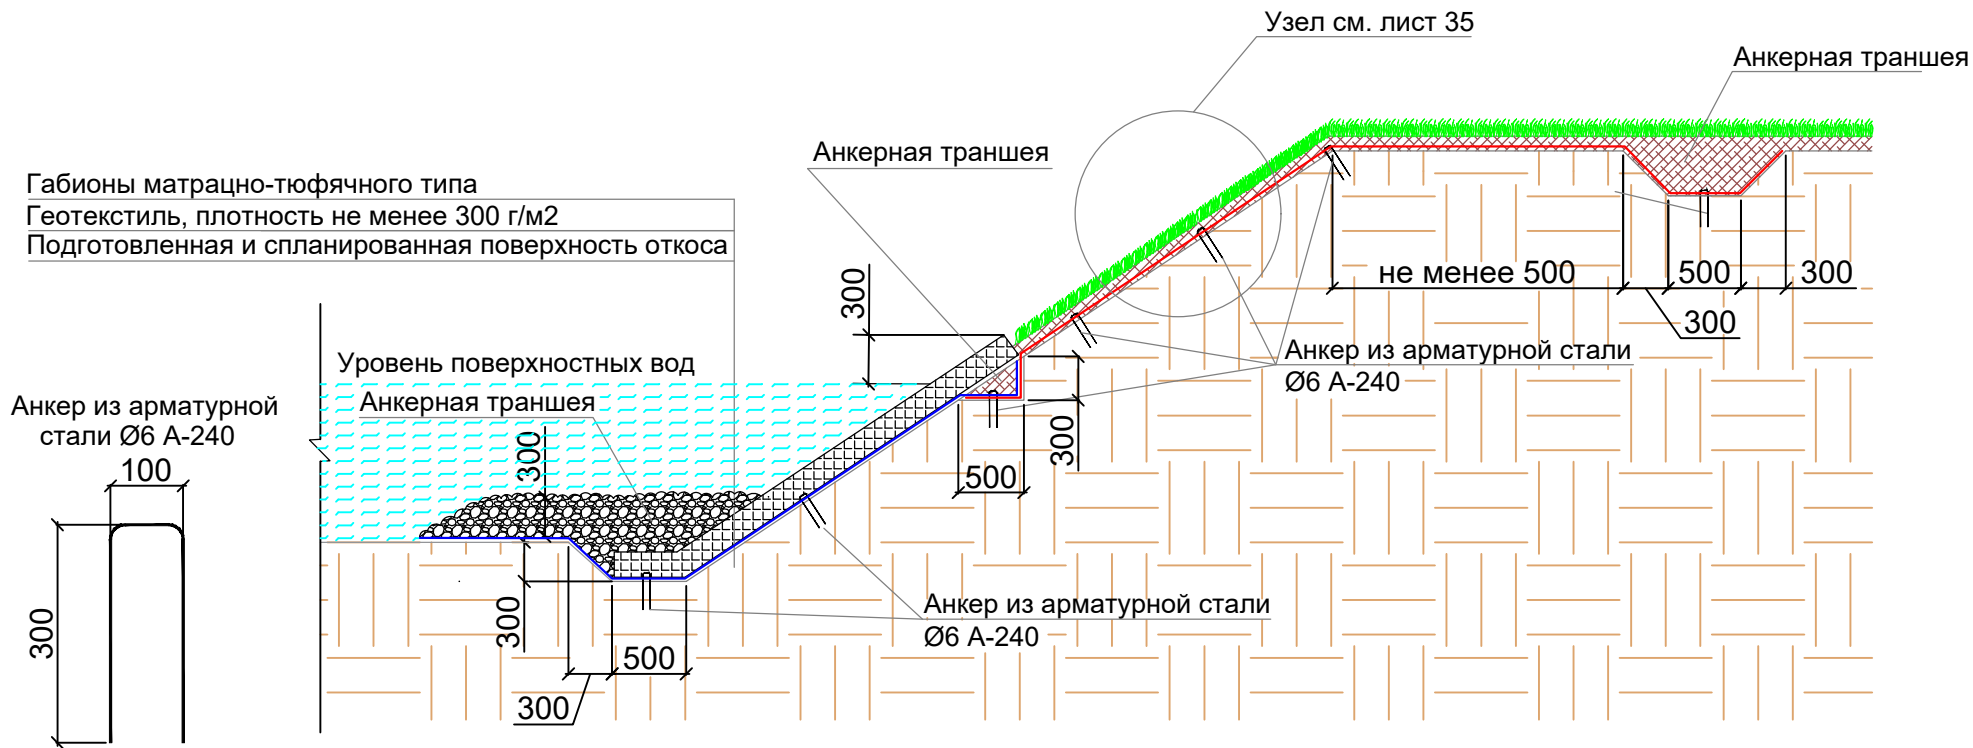 Узел см. лист 35
Анкерная траншея
Анкерная траншея
Габионы матрацно-тюфячного типа
Геотекстиль, плотность не менее 300 г/м2
Подготовленная и спланированная поверхность откоса
не менее 500
500
300
300
300
Уровень поверхностных вод
Анкерная траншея
Анкер из арматурной стали
Ø6 А-240
Анкер из арматурной
стали Ø6 А-240
100
300
300
300
500
Анкер из арматурной стали
Ø6 А-240
300
500
300